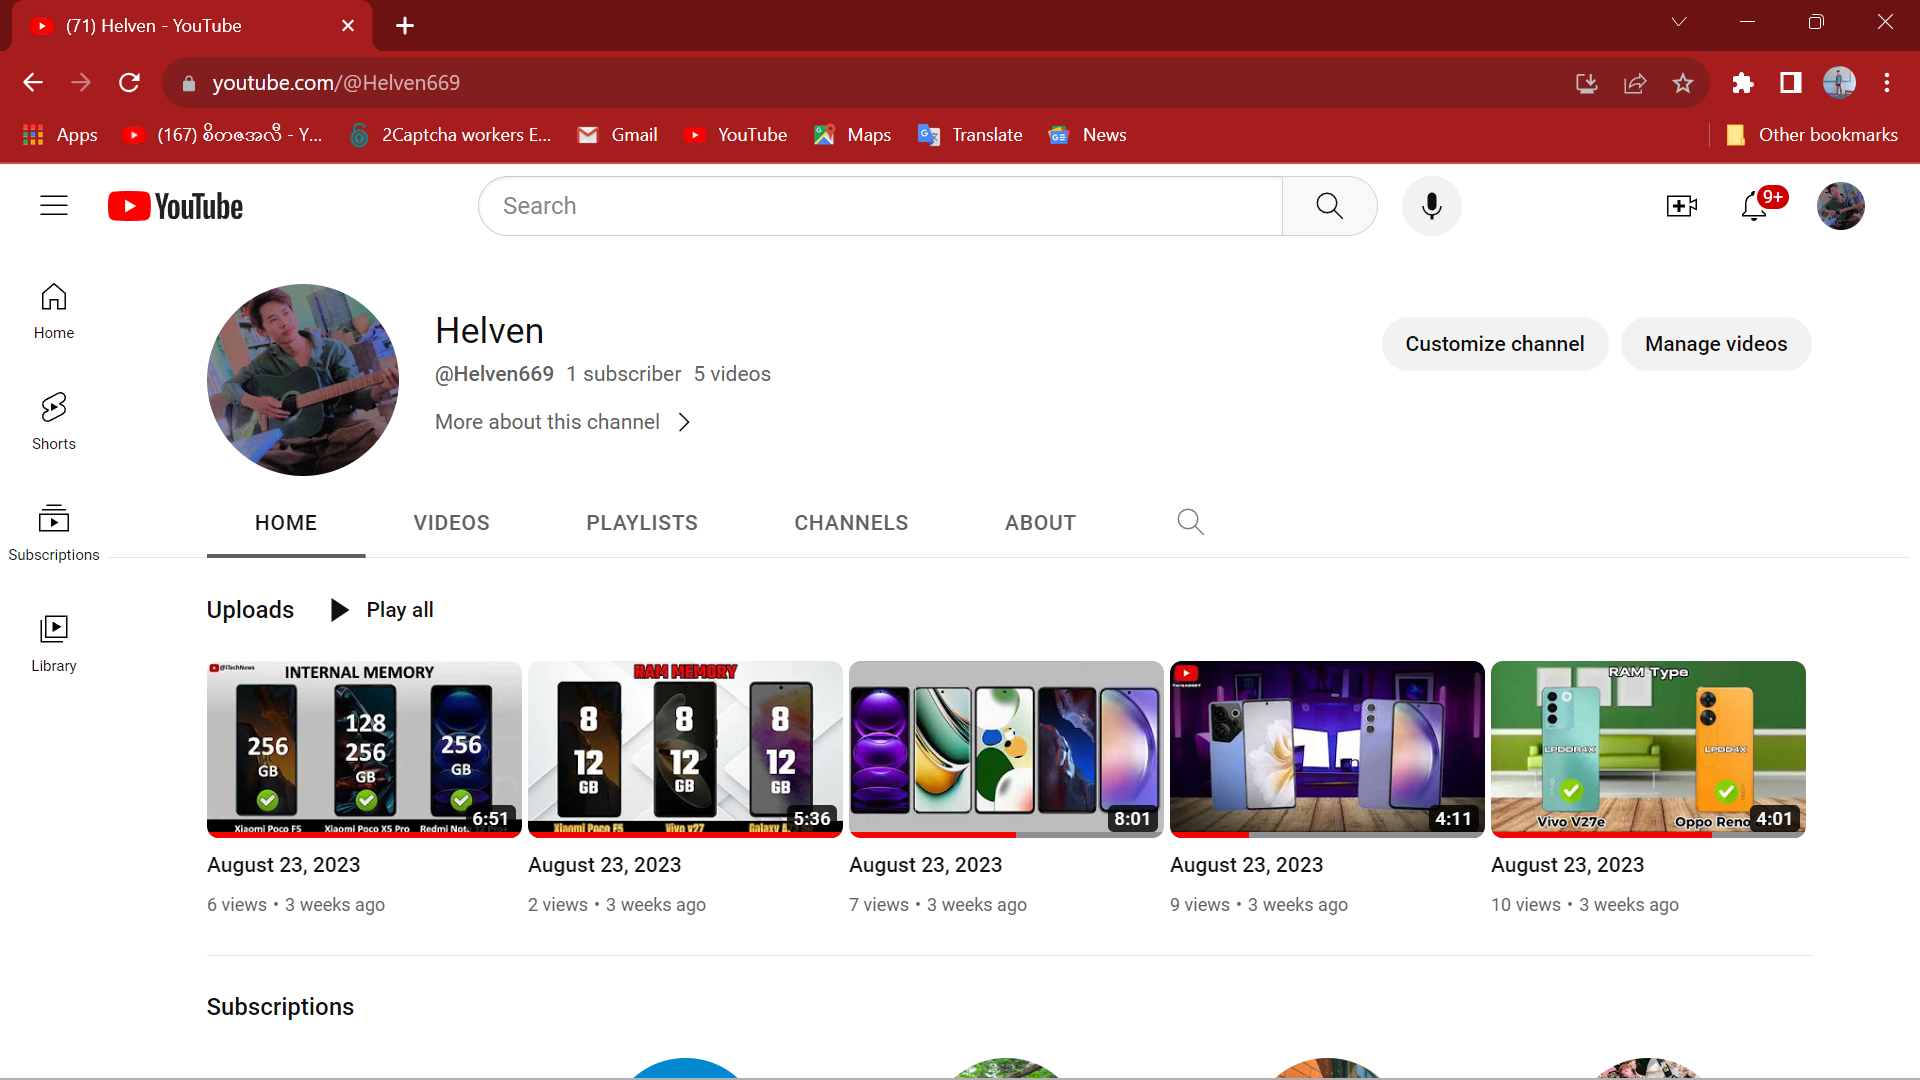 (71) Helven - YouTube
youtube.com/@Helven669
Apps
(167) စိတဇအလီ - Y...
2Captcha workers E...
Gmail
YouTube
Maps
Translate
News
Other bookmarks
YouTube
Search
9+
Home
Shorts
Subscriptions
Library
Helven
@Helven669 1 subscriber 5 videos
More about this channel
Customize channel
Manage videos
HOME
VIDEOS
PLAYLISTS
CHANNELS
ABOUT
Uploads
Play all
@iTechNews
INTERNAL MEMORY
256 GB
128 256 GB
256 GB
Xiaomi Poco F5
Xiaomi Poco X5 Pro
6:51
RAM MEMORY
8 12 GB
8 12 GB
8 12 GB
Xiaomi Poco F5
Vivo v27
Galaxy
5:36
8:01
4:11
RAM Type
LPDDR4X
LPDD4X
Vivo V27e
Oppo Reno
4:01
August 23, 2023
6 views • 3 weeks ago
August 23, 2023
2 views • 3 weeks ago
August 23, 2023
7 views • 3 weeks ago
August 23, 2023
9 views • 3 weeks ago
August 23, 2023
10 views • 3 weeks ago
Subscriptions